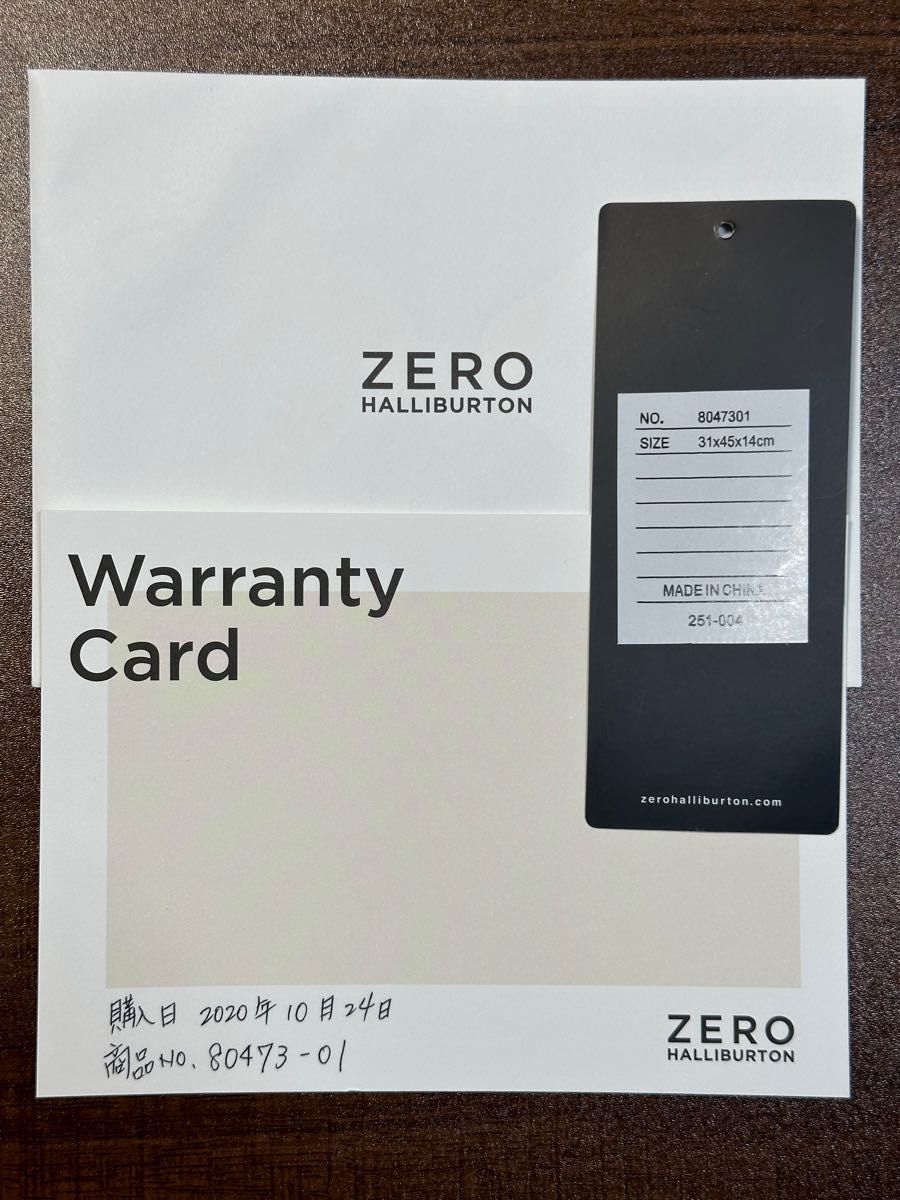 ZERO
HALLIBURTON
NO. 8047301
SIZE 31x45x14cm
MADE IN CHINA
251-004
zerohalliburton.com
Warranty
Card
購入日 2020年10月24日
商品NO. 80473-01
ZERO
HALLIBURTON